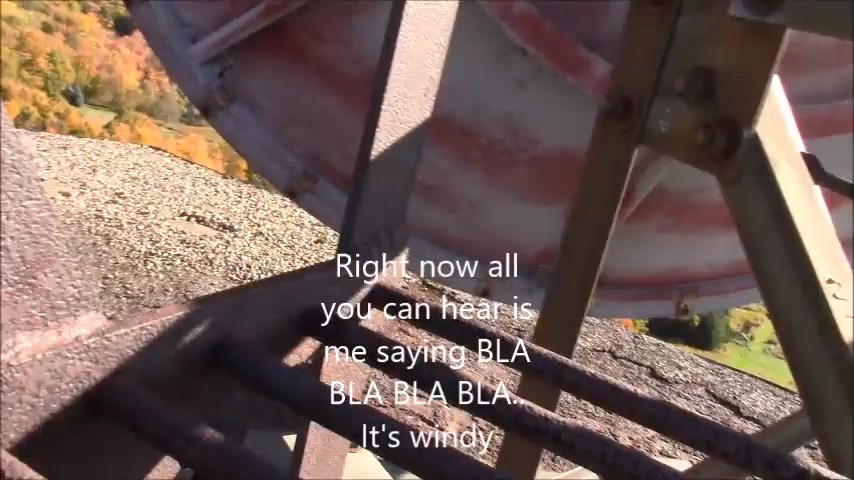 Right now all
you can hear is
me saying BLA
BLA BLA BLA..
It's windy